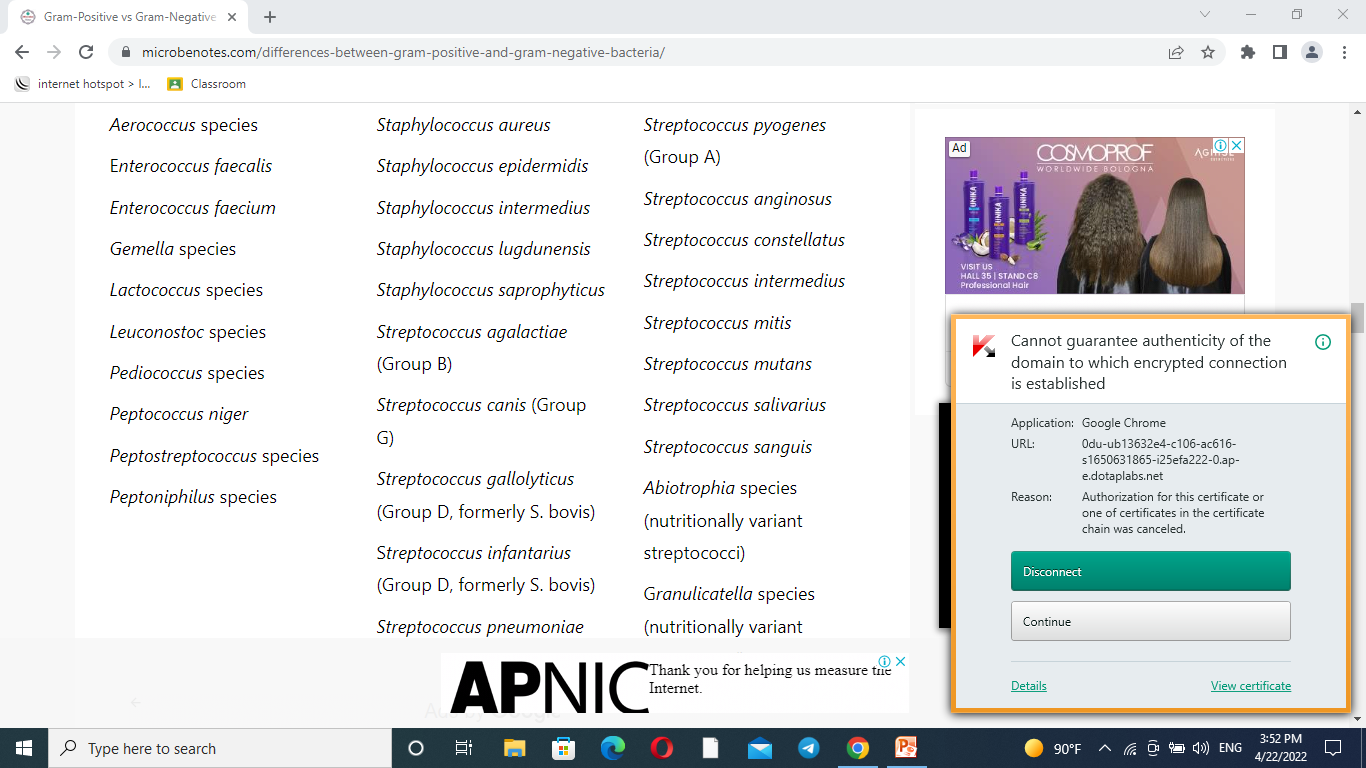 Gram-Positive vs Gram-Negative
microbenotes.com/differences-between-gram-positive-and-gram-negative-bacteria/
internet hotspot > I...
Classroom
Aerococcus species
Enterococcus faecalis
Enterococcus faecium
Gemella species
Lactococcus species
Leuconostoc species
Pediococcus species
Peptococcus niger
Peptostreptococcus species
Peptoniphilus species
Staphylococcus aureus
Staphylococcus epidermidis
Staphylococcus intermedius
Staphylococcus lugdunensis
Staphylococcus saprophyticus
Streptococcus agalactiae
(Group B)
Streptococcus canis (Group
G)
Streptococcus gallolyticus
(Group D, formerly S. bovis)
Streptococcus infantarius
(Group D, formerly S. bovis)
Streptococcus pneumoniae
Streptococcus pyogenes
(Group A)
Streptococcus anginosus
Streptococcus constellatus
Streptococcus intermedius
Streptococcus mitis
Streptococcus mutans
Streptococcus salivarius
Streptococcus sanguis
Abiotrophia species
(nutritionally variant
streptococci)
Granulicatella species
(nutritionally variant
Ad
COSMOPROF
WORLDWIDE BOLOGNA
UNIKA
UNIKA
UNIKA
VISIT US
HALL 35 | STAND C8
Professional Hair
Cannot guarantee authenticity of the
domain to which encrypted connection
is established
Application: Google Chrome
URL: 0du-ub13632e4-c106-ac616-
s1650631865-i25efa222-0.ap-
e.dotaplabs.net
Reason: Authorization for this certificate or
one of certificates in the certificate
chain was canceled.
Disconnect
Continue
Details
View certificate
APNIC
Thank you for helping us measure the
Internet.
Ads by Google
Type here to search
90°F
ENG
3:52 PM
4/22/2022